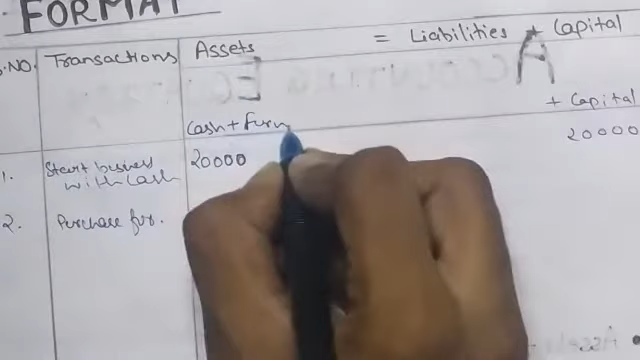 FORMAT
S.NO. Transactions Assets = Liabilities + Capital
Cash + Furn + Capital
1. Start business with cash 20000 20000
2. Purchase fur.